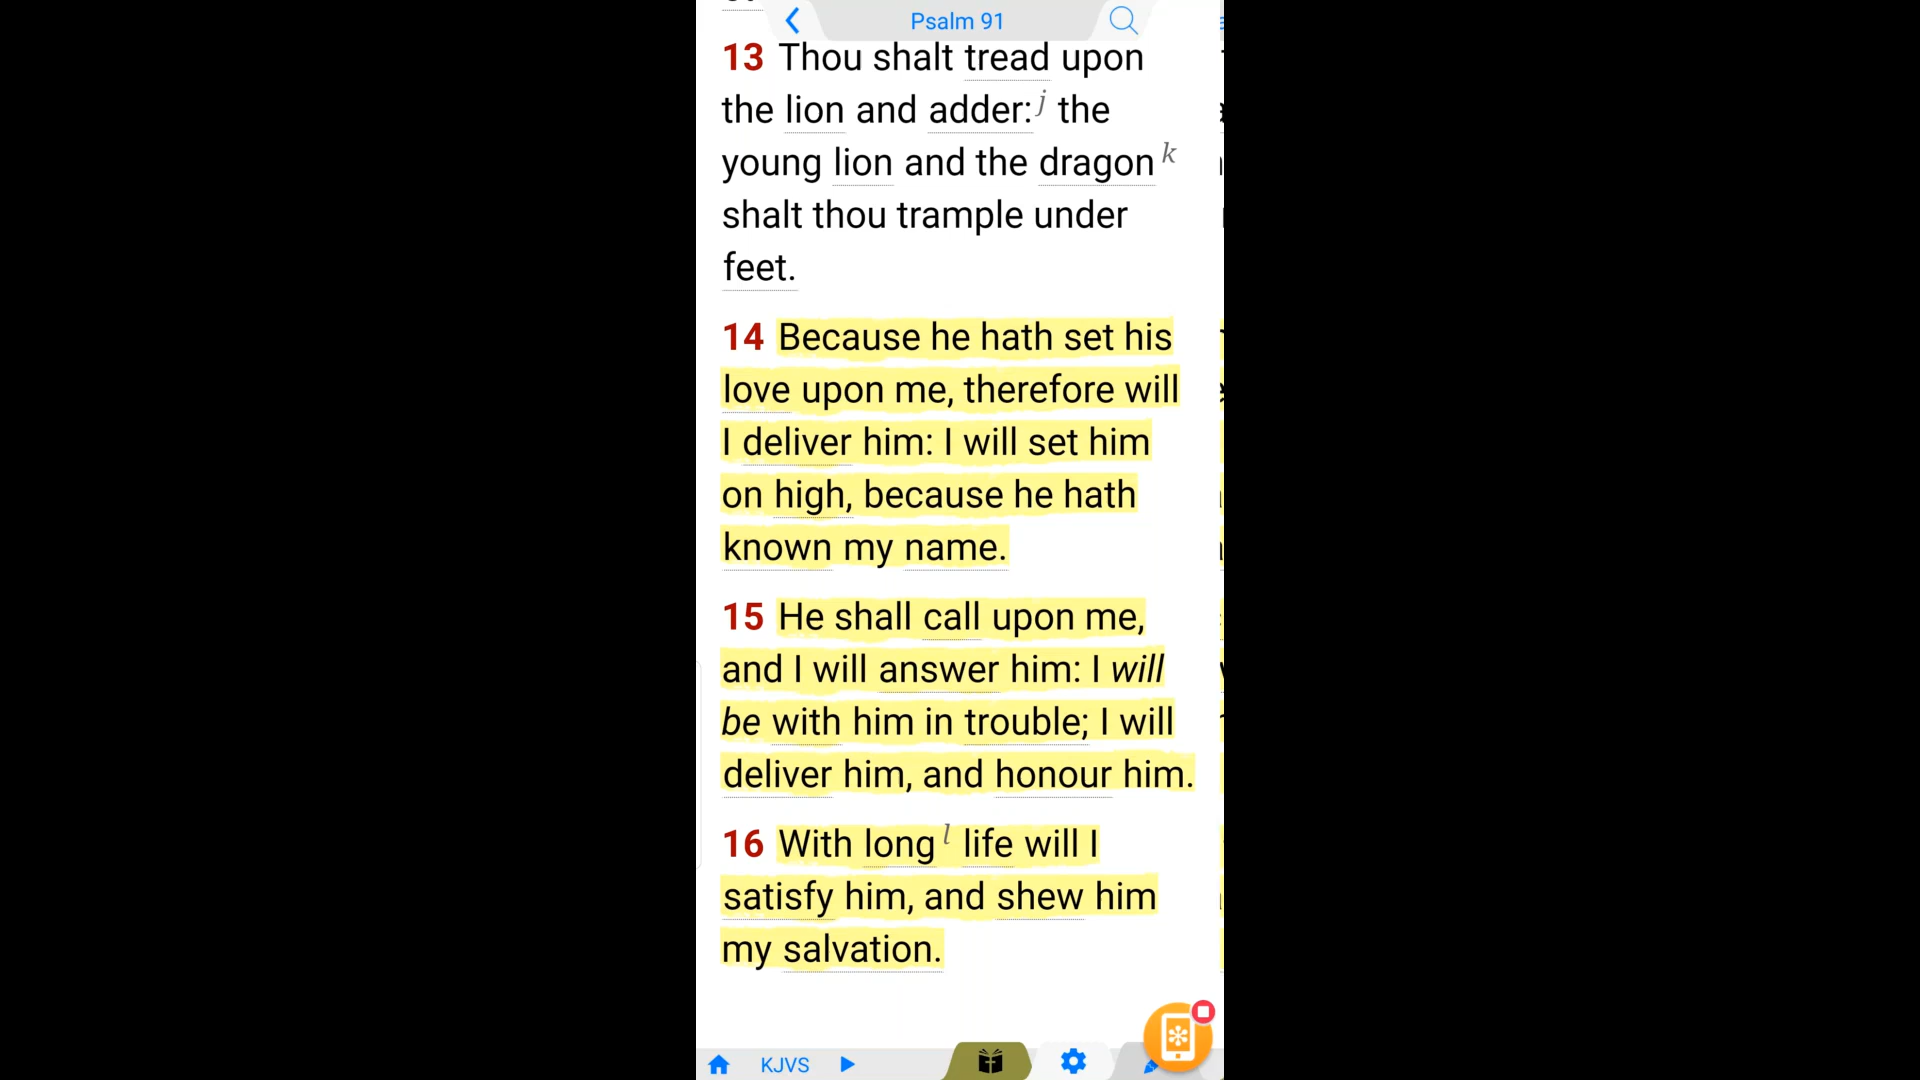 Psalm 91
13 Thou shalt tread upon
the lion and adder:j the
young lion and the dragon k
shalt thou trample under
feet.
14 Because he hath set his
love upon me, therefore will
I deliver him: I will set him
on high, because he hath
known my name.
15 He shall call upon me,
and I will answer him: I will
be with him in trouble; I will
deliver him, and honour him.
16 With long l life will I
satisfy him, and shew him
my salvation.
KJVS